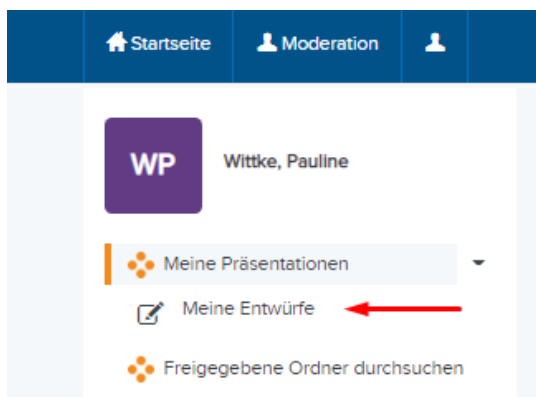 Startseite Moderation
WP Wittke, Pauline
Meine Präsentationen
Meine Entwürfe
Freigegebene Ordner durchsuchen